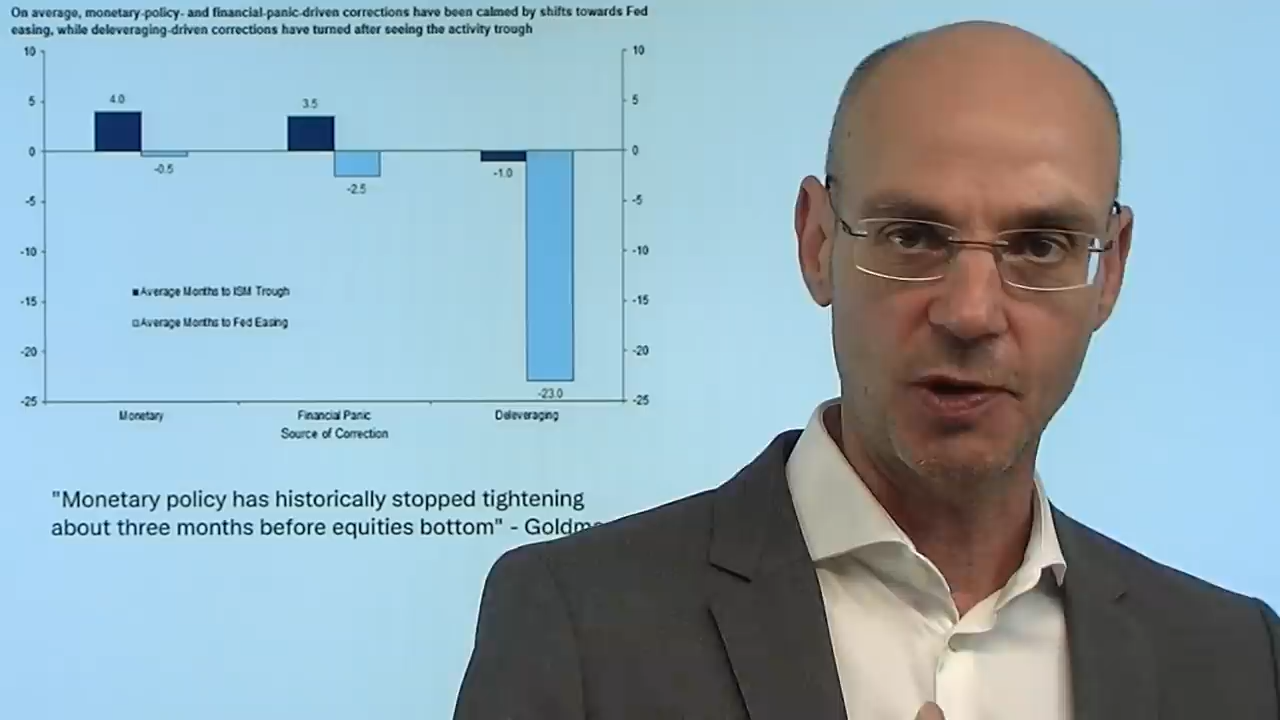 On average, monetary-policy- and financial-panic-driven corrections have been calmed by shifts towards Fed
easing, while deleveraging-driven corrections have turned after seeing the activity trough
10 10
4.0
3.5
5 5
0 0
-0.5
-1.0
-2.5
-5 -5
-10 -10
Average Months to ISM Trough
-15 -15
Average Months to Fed Easing
-20 -20
-23.0
-25 -25
Monetary Financial Panic Deleveraging
Source of Correction
"Monetary policy has historically stopped tightening
about three months before equities bottom" - Goldm